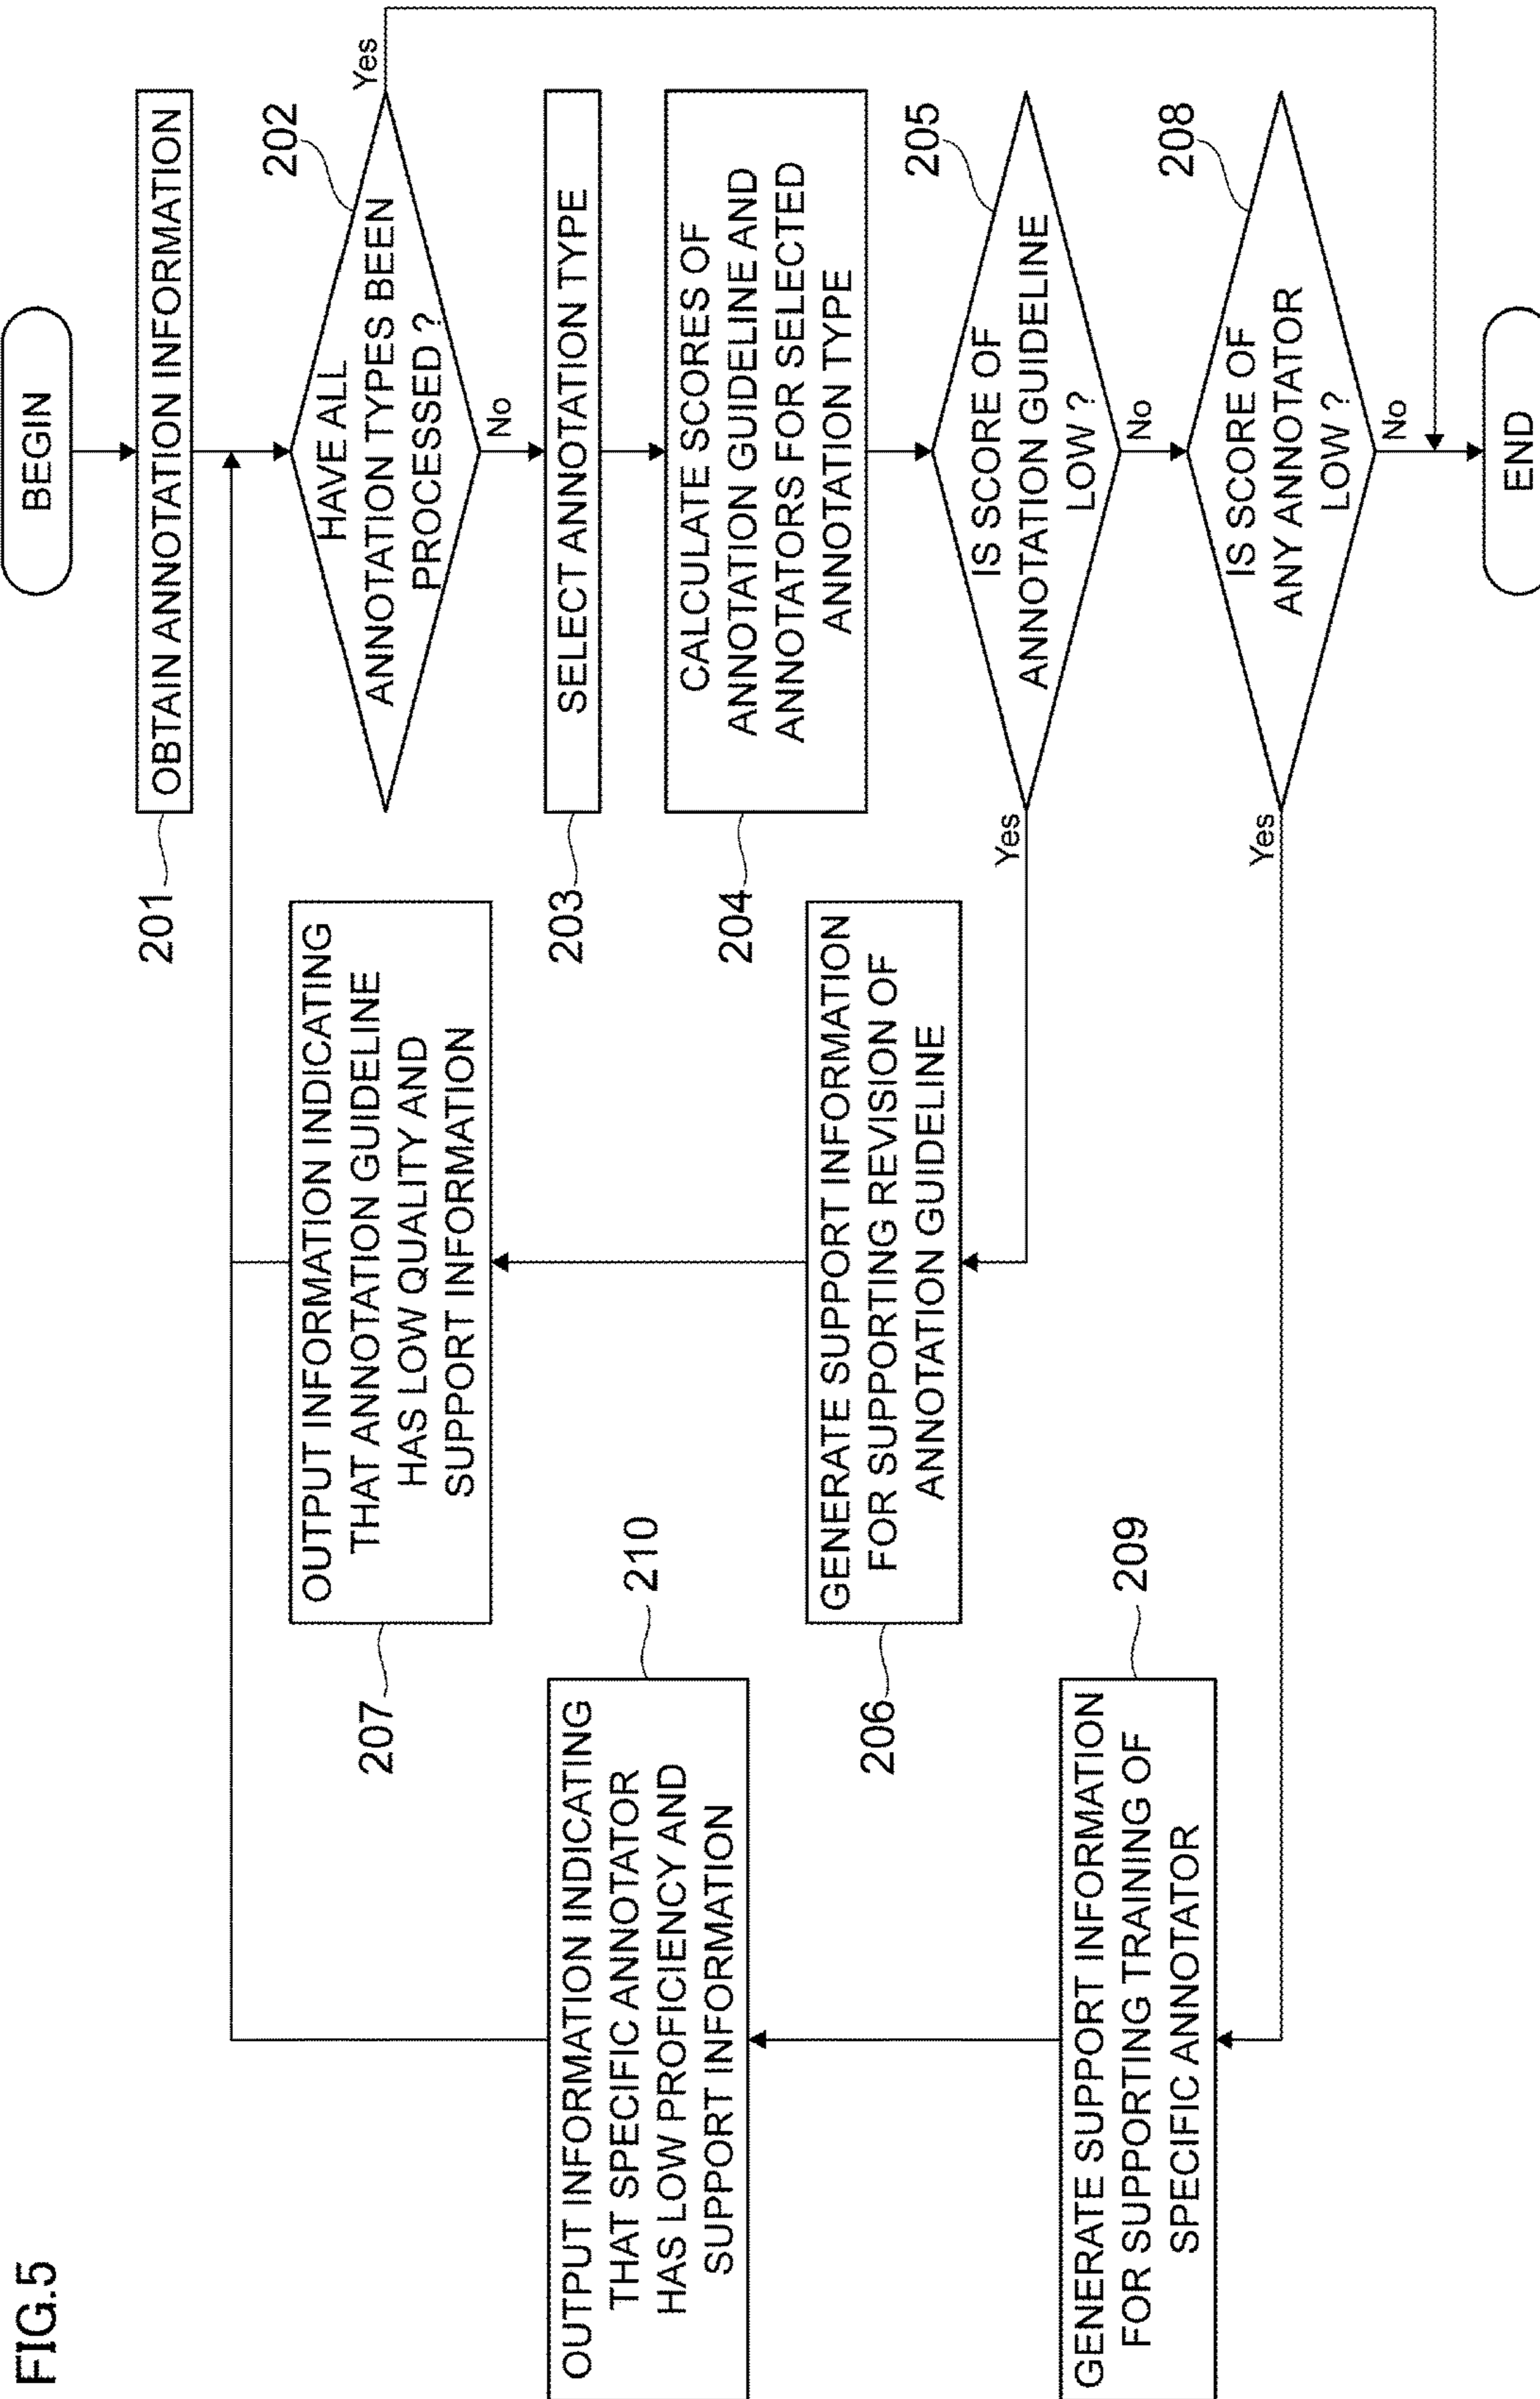 FIG.5
BEGIN
201
OBTAIN ANNOTATION INFORMATION
202
HAVE ALL
ANNOTATION TYPES BEEN
PROCESSED ?
Yes
No
203
SELECT ANNOTATION TYPE
204
CALCULATE SCORES OF
ANNOTATION GUIDELINE AND
ANNOTATORS FOR SELECTED
ANNOTATION TYPE
205
IS SCORE OF
ANNOTATION GUIDELINE
LOW ?
Yes
No
206
GENERATE SUPPORT INFORMATION
FOR SUPPORTING REVISION OF
ANNOTATION GUIDELINE
207
OUTPUT INFORMATION INDICATING
THAT ANNOTATION GUIDELINE
HAS LOW QUALITY AND
SUPPORT INFORMATION
208
IS SCORE OF
ANY ANNOTATOR
LOW ?
Yes
No
209
GENERATE SUPPORT INFORMATION
FOR SUPPORTING TRAINING OF
SPECIFIC ANNOTATOR
210
OUTPUT INFORMATION INDICATING
THAT SPECIFIC ANNOTATOR
HAS LOW PROFICIENCY AND
SUPPORT INFORMATION
END